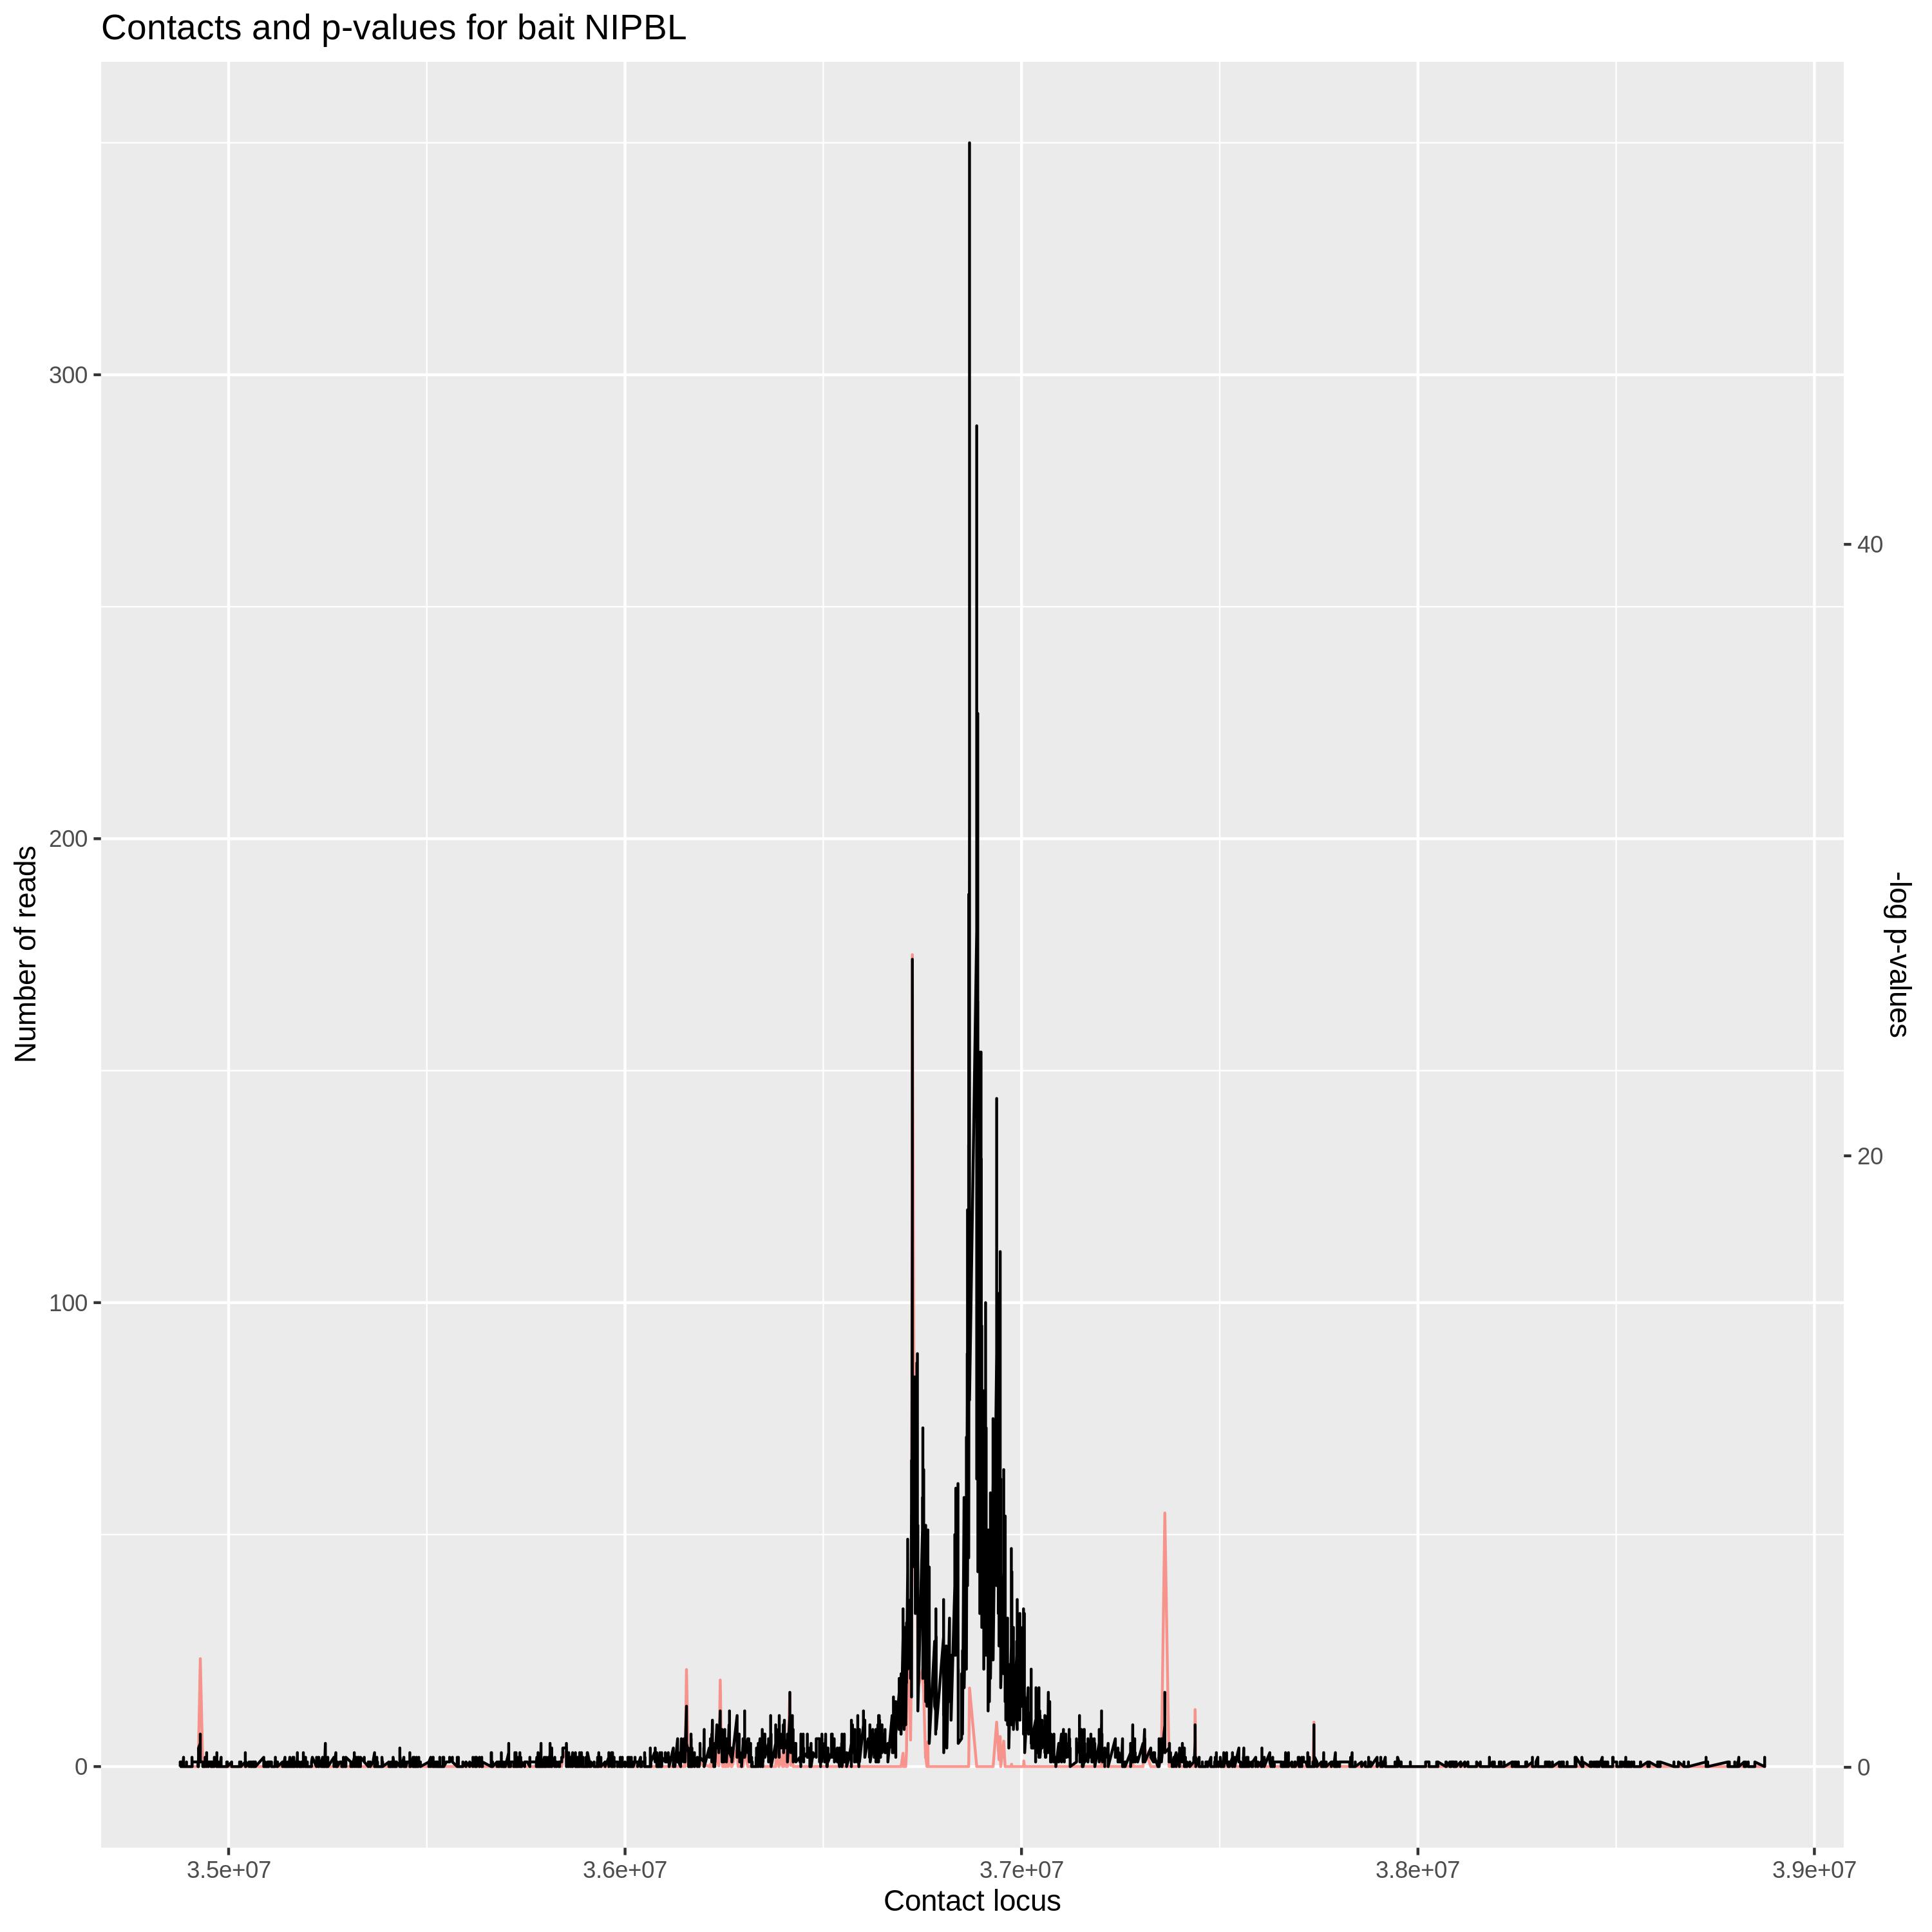 Contacts and p-values for bait NIPBL
300
200
100
0
Number of reads
40
20
0
-log p-values
3.5e+07
3.6e+07
3.7e+07
3.8e+07
3.9e+07
Contact locus